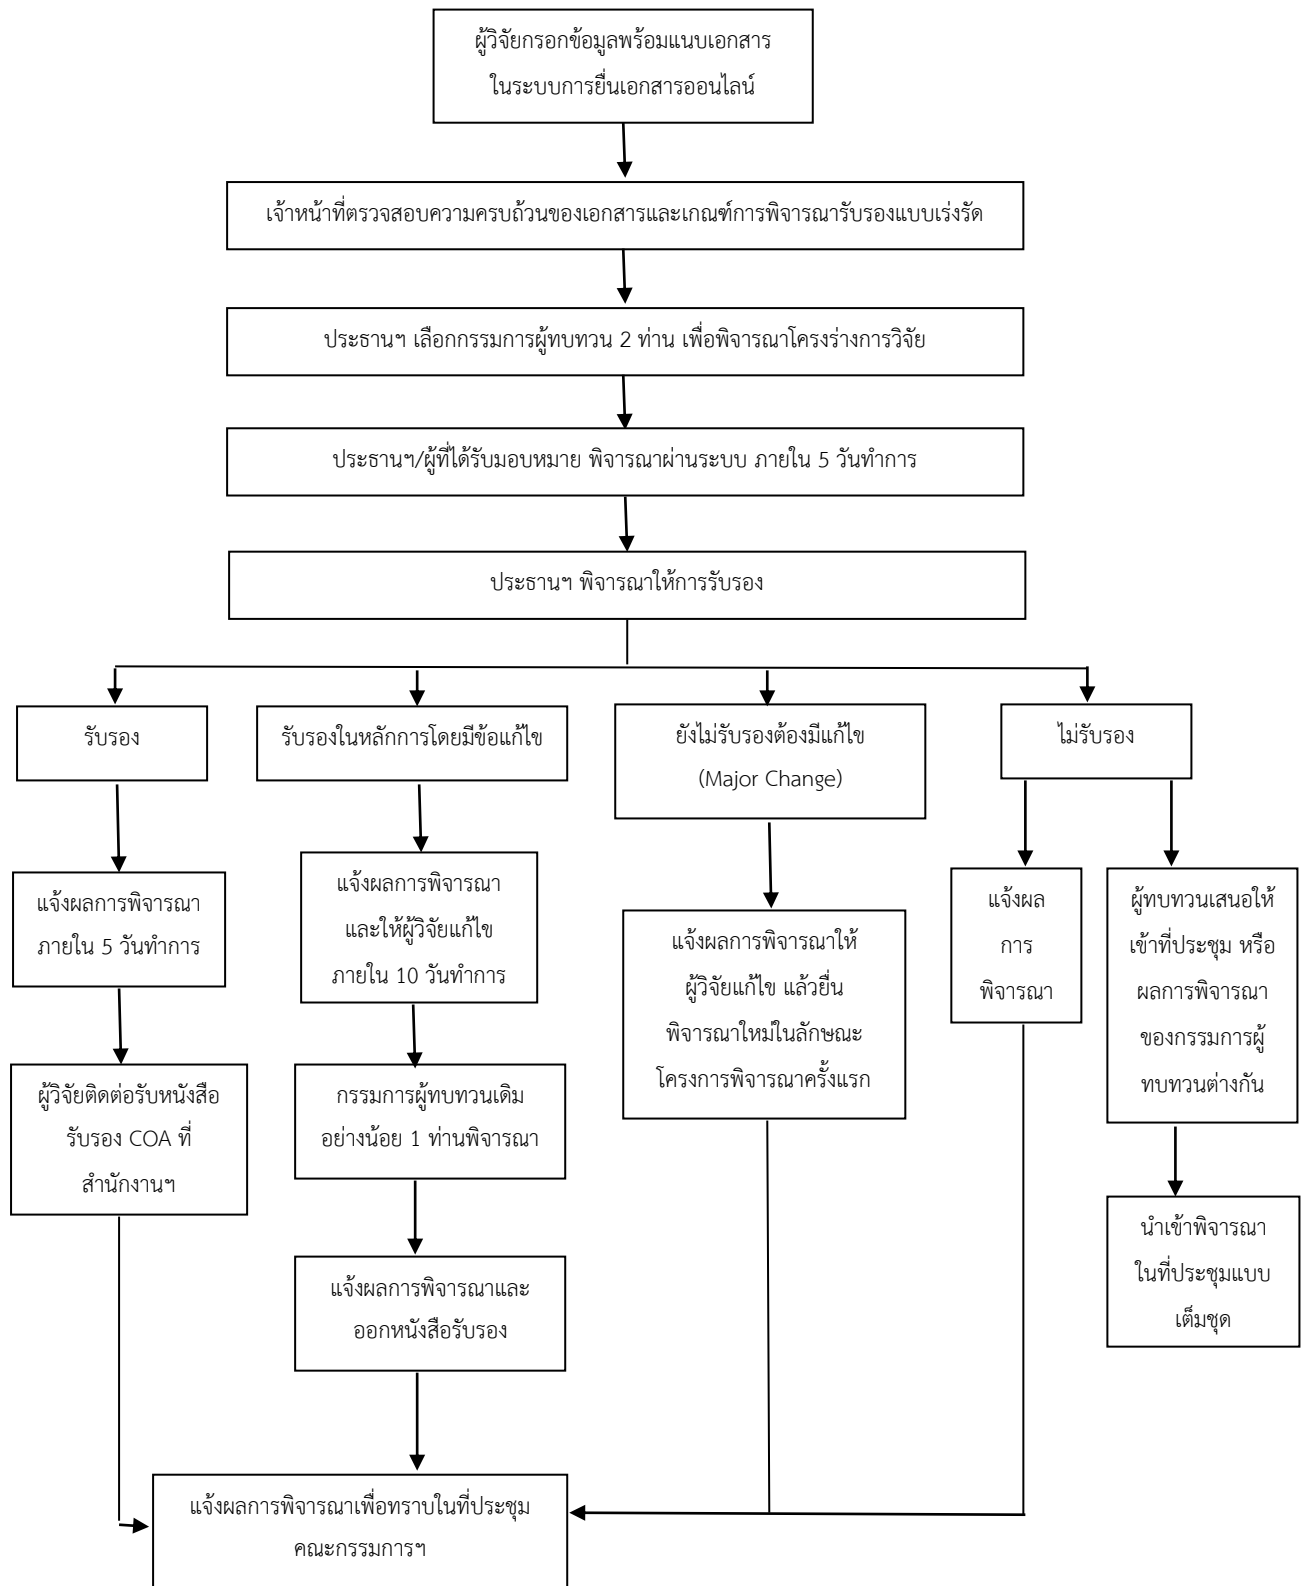 ผู้วิจัยกรอกข้อมูลพร้อมแนบเอกสาร
ในระบบการยื่นเอกสารออนไลน์
เจ้าหน้าที่ตรวจสอบความครบถ้วนของเอกสารและเกณฑ์การพิจารณารับรองแบบเร่งรัด
ประธานฯ เลือกกรรมการผู้ทบทวน 2 ท่าน เพื่อพิจารณาโครงร่างการวิจัย
ประธานฯ/ผู้ที่ได้รับมอบหมาย พิจารณาผ่านระบบ ภายใน 5 วันทำการ
ประธานฯ พิจารณาให้การรับรอง
รับรอง
รับรองในหลักการโดยมีข้อแก้ไข
ยังไม่รับรองต้องมีแก้ไข
(Major Change)
ไม่รับรอง
แจ้งผลการพิจารณา
ภายใน 5 วันทำการ
แจ้งผลการพิจารณา
และให้ผู้วิจัยแก้ไข
ภายใน 10 วันทำการ
แจ้งผลการพิจารณาให้
ผู้วิจัยแก้ไข แล้วยื่น
พิจารณาใหม่ในลักษณะ
โครงการพิจารณาครั้งแรก
แจ้งผล
การ
พิจารณา
ผู้ทบทวนเสนอให้
เข้าที่ประชุม หรือ
ผลการพิจารณา
ของกรรมการผู้
ทบทวนต่างกัน
ผู้วิจัยติดต่อรับหนังสือ
รับรอง COA ที่
สำนักงานฯ
กรรมการผู้ทบทวนเดิม
อย่างน้อย 1 ท่านพิจารณา
นำเข้าพิจารณา
ในที่ประชุมแบบ
เต็มชุด
แจ้งผลการพิจารณาและ
ออกหนังสือรับรอง
แจ้งผลการพิจารณาเพื่อทราบในที่ประชุม
คณะกรรมการฯ